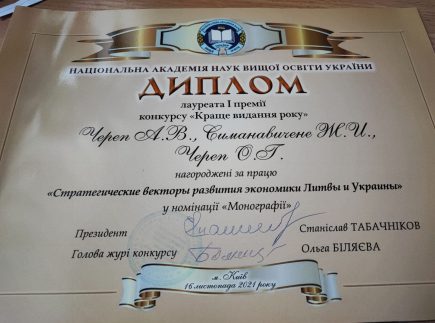 НАЦІОНАЛЬНА АКАДЕМІЯ НАУК ВИЩОЇ ОСВІТИ УКРАЇНИ
ДИПЛОМ
лауреата І премії
конкурсу «Краще видання року»
Череп А.В., Симанавичене Ж.И.,
Череп О.Г.
нагороджені за працю
«Стратегические векторы развития экономики Литвы и Украины»
у номінації «Монографії»
Президент Станіслав ТАБАЧНІКОВ
Голова журі конкурсу Ольга БІЛЯЄВА
м. Київ
16 листопада 2021 року